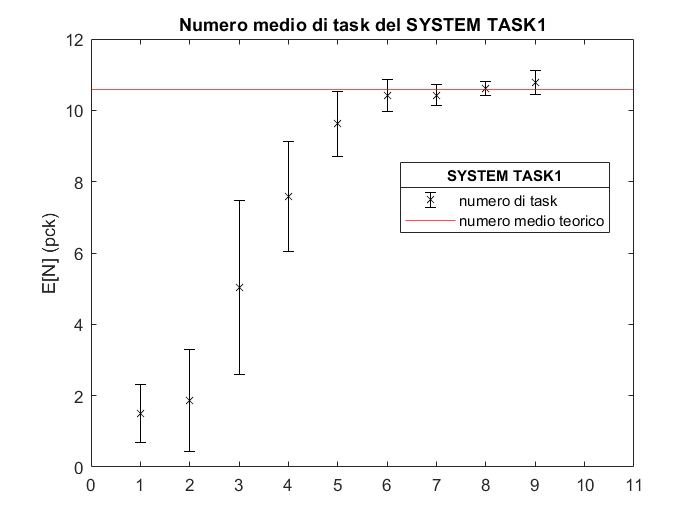 Numero medio di task del SYSTEM TASK1
12
10
8
6
4
2
0
E[N] (pck)
SYSTEM TASK1
numero di task
numero medio teorico
0 1 2 3 4 5 6 7 8 9 10 11